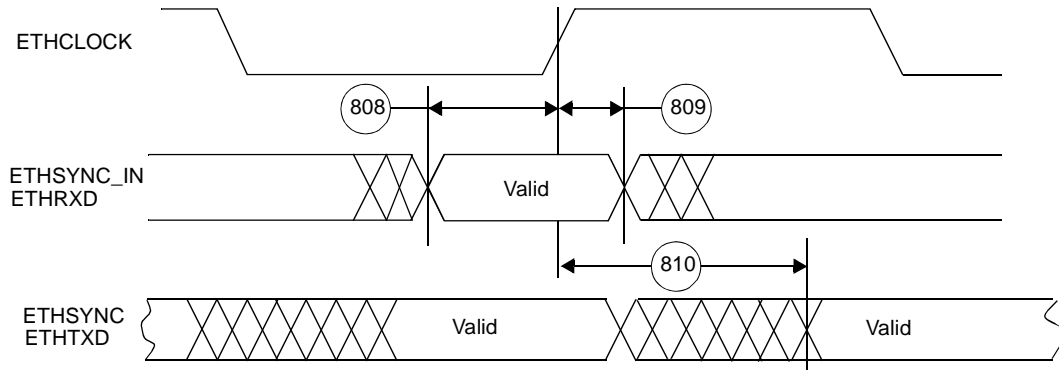 ETHCLOCK
808
809
ETHSYNC_IN
ETHRXD
Valid
810
ETHSYNC
ETHTXD
Valid
Valid